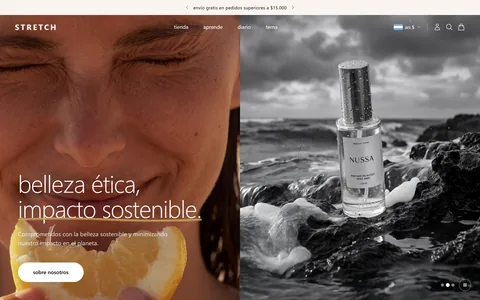 envío gratis en pedidos superiores a $15.000
STRETCH
tienda aprende diario tema
ars $
belleza ética,
impacto sostenible.
Comprometidos con la belleza sostenible y minimizando
nuestro impacto en el planeta.
sobre nosotros
NUSSA